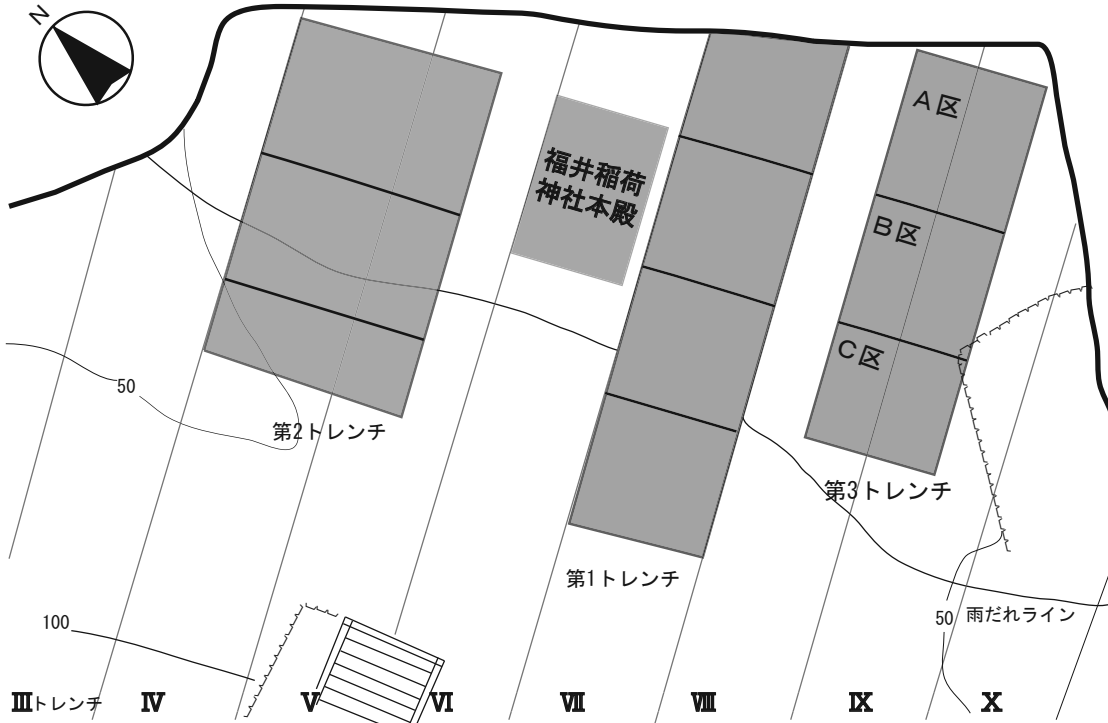 N
A区
福井稲荷
神社本殿
B区
C区
50
第2トレンチ
第3トレンチ
第1トレンチ
100
50
雨だれライン
Ⅲトレンチ
Ⅳ
Ⅴ
Ⅵ
Ⅶ
Ⅷ
Ⅸ
Ⅹ